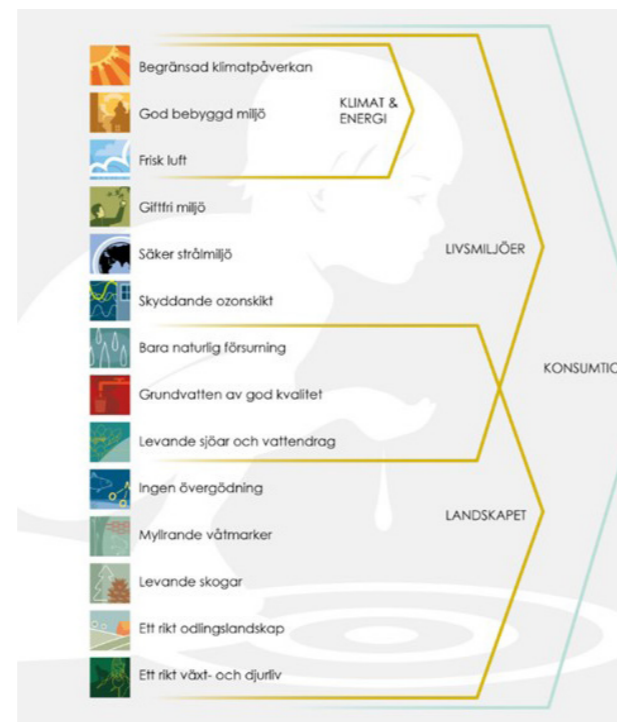 Begränsad klimatpåverkan
God bebyggd miljö
KLIMAT &
ENERGI
Frisk luft
Giftfri miljö
Säker strålmiljö
LIVSMILJÖER
Skyddande ozonskikt
Bara naturlig försurning
KONSUMTIO
Grundvatten av god kvalitet
Levande sjöar och vattendrag
Ingen övergödning
LANDSKAPET
Myllrande våtmarker
Levande skogar
Ett rikt odlingslandskap
Ett rikt växt- och djurliv